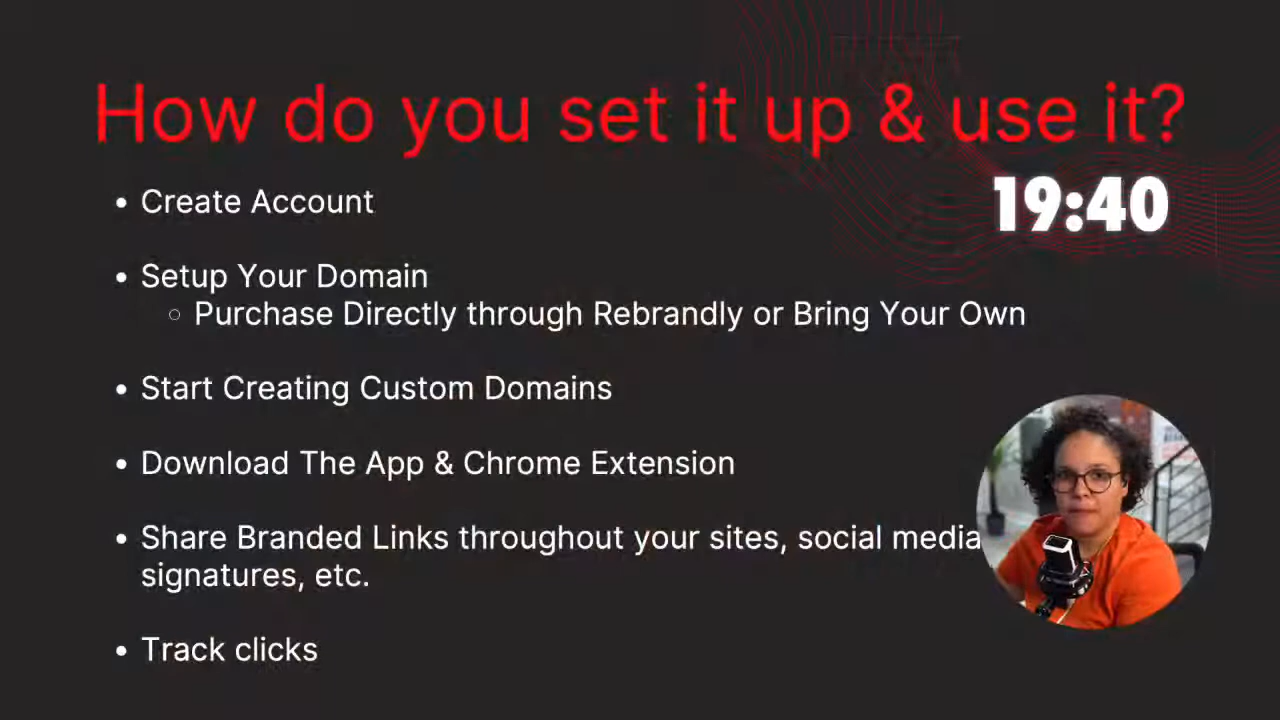 How do you set it up & use it?
19:40
• Create Account
• Setup Your Domain
○ Purchase Directly through Rebrandly or Bring Your Own
• Start Creating Custom Domains
• Download The App & Chrome Extension
• Share Branded Links throughout your sites, social media
signatures, etc.
• Track clicks